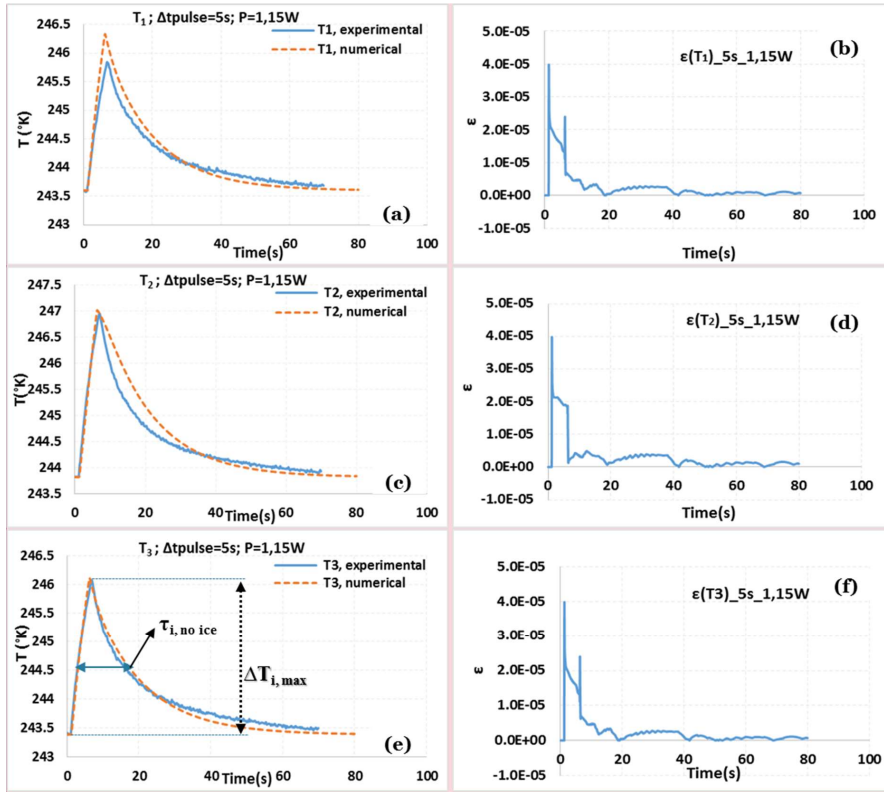 T1 ; Δtpulse=5s; P=1,15W
T1, experimental
T1, numerical
246.5
246
245.5
245
244.5
244
243.5
243
T (°K)
0 20 40 60 80 100
Time(s)
(a)
ε(T1)_5s_1,15W
(b)
5.0E-05
4.0E-05
3.0E-05
2.0E-05
1.0E-05
0.0E+00
-1.0E-05
ε
0 20 40 60 80 100
Time(s)
T2 ; Δtpulse=5s; P=1,15W
T2, experimental
T2, numerical
247.5
247
246.5
246
245.5
245
244.5
244
243.5
T(°K)
0 20 40 60 80 100
Time(s)
(c)
ε(T2)_5s_1,15W
(d)
5.0E-05
4.0E-05
3.0E-05
2.0E-05
1.0E-05
0.0E+00
-1.0E-05
ε
0 20 40 60 80 100
Time(s)
T3 ; Δtpulse=5s; P=1,15W
T3, experimental
T3, numerical
246.5
246
245.5
245
244.5
244
243.5
243
T (°K)
τi, no ice
ΔTi,max
0 20 40 60 80 100
Time(s)
(e)
ε(T3)_5s_1,15W
(f)
5.0E-05
4.0E-05
3.0E-05
2.0E-05
1.0E-05
0.0E+00
-1.0E-05
ε
0 20 40 60 80 100
Time(s)